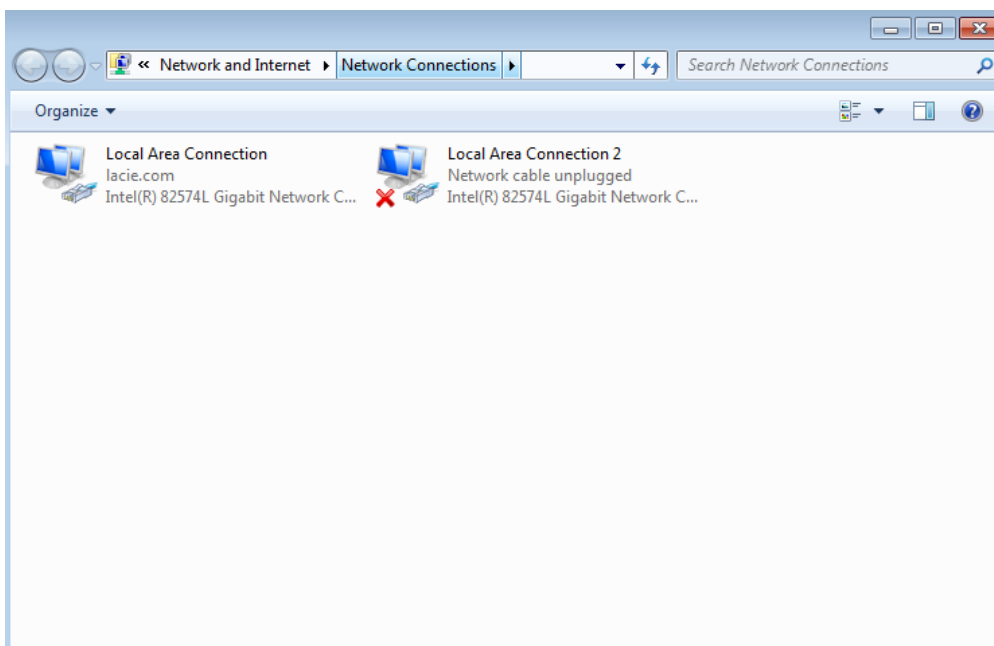 « Network and Internet ▸ Network Connections ▸
Search Network Connections
Organize
Local Area Connection
lacie.com
Intel(R) 82574L Gigabit Network C...
Local Area Connection 2
Network cable unplugged
Intel(R) 82574L Gigabit Network C...